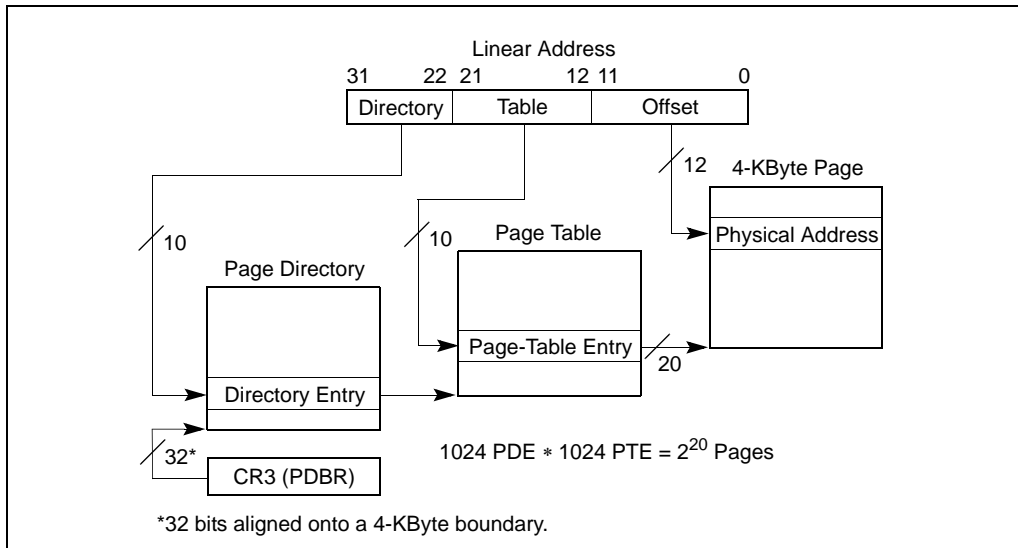 Linear Address
31 22 21 12 11 0
Directory Table Offset
12
4-KByte Page
Physical Address
10
10
Page Table
Page Directory
Page-Table Entry
20
Directory Entry
32*
1024 PDE ∗ 1024 PTE = 2^20 Pages
CR3 (PDBR)
*32 bits aligned onto a 4-KByte boundary.